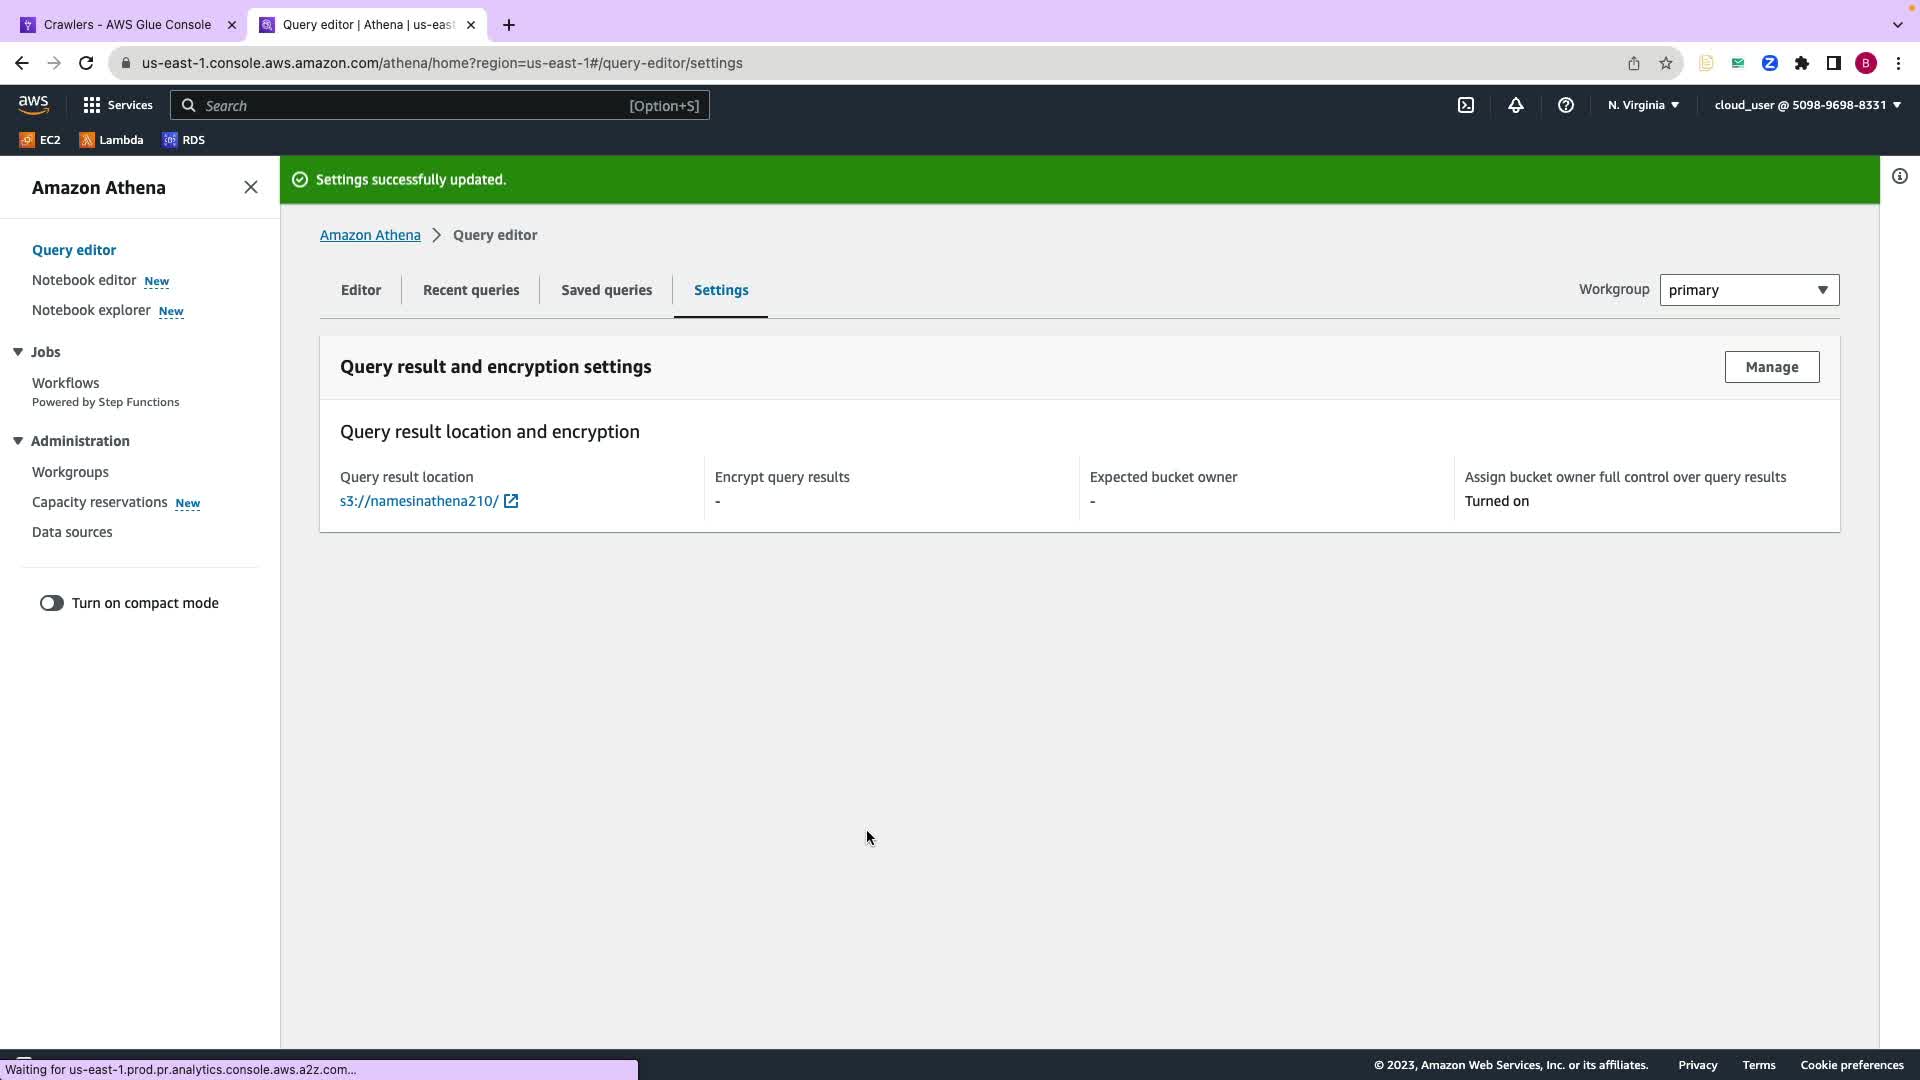 Crawlers - AWS Glue Console
Query editor | Athena | us-east
us-east-1.console.aws.amazon.com/athena/home?region=us-east-1#/query-editor/settings
B
aws
Services
Search
[Option+S]
N. Virginia
cloud_user @ 5098-9698-8331
EC2
Lambda
RDS
Amazon Athena
Settings successfully updated.
Amazon Athena
Query editor
Query editor
Notebook editor New
Notebook explorer New
Jobs
Workflows
Powered by Step Functions
Administration
Workgroups
Capacity reservations New
Data sources
Turn on compact mode
Editor
Recent queries
Saved queries
Settings
Workgroup
primary
Query result and encryption settings
Manage
Query result location and encryption
Query result location
s3://namesinathena210/
Encrypt query results
-
Expected bucket owner
-
Assign bucket owner full control over query results
Turned on
Waiting for us-east-1.prod.pr.analytics.console.aws.a2z.com...
© 2023, Amazon Web Services, Inc. or its affiliates.
Privacy
Terms
Cookie preferences